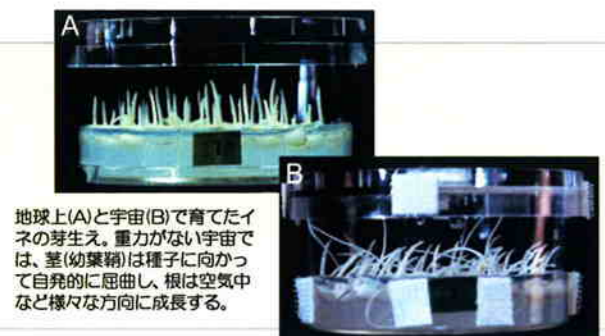 A
B
地球上(A)と宇宙(B)で育てたイ
ネの芽生え。重力がない宇宙で
は、茎(幼葉鞘)は種子に向かっ
て自発的に屈曲し、根は空気中
など様々な方向に成長する。